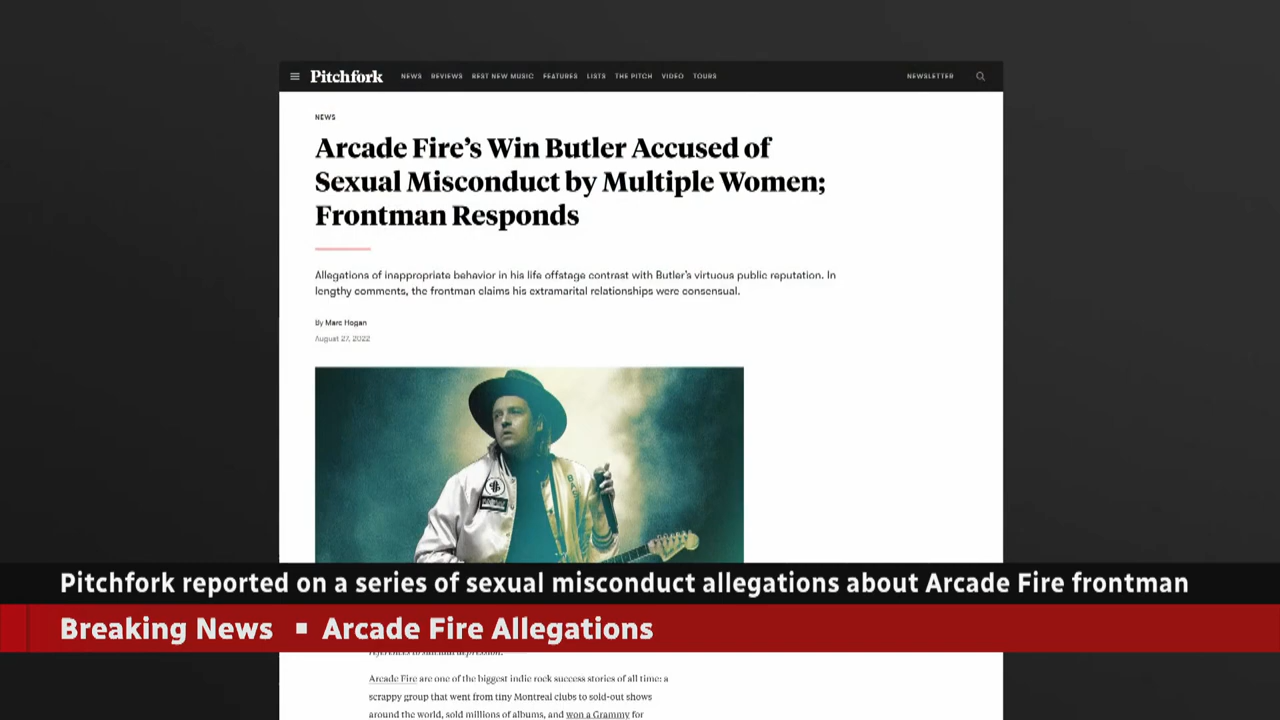 Pitchfork NEWS REVIEWS BEST NEW MUSIC FEATURES LISTS THE PITCH VIDEO TOURS NEWSLETTER
NEWS
Arcade Fire's Win Butler Accused of
Sexual Misconduct by Multiple Women;
Frontman Responds
Allegations of inappropriate behavior in his life offstage contrast with Butler's virtuous public reputation. In
lengthy comments, the frontman claims his extramarital relationships were consensual.
By Marc Hogan
August 27, 2022
Pitchfork reported on a series of sexual misconduct allegations about Arcade Fire frontman
Breaking News ▪ Arcade Fire Allegations
references to suicidal depression.
Arcade Fire are one of the biggest indie rock success stories of all time: a
scrappy group that went from tiny Montreal clubs to sold-out shows
around the world, sold millions of albums, and won a Grammy for